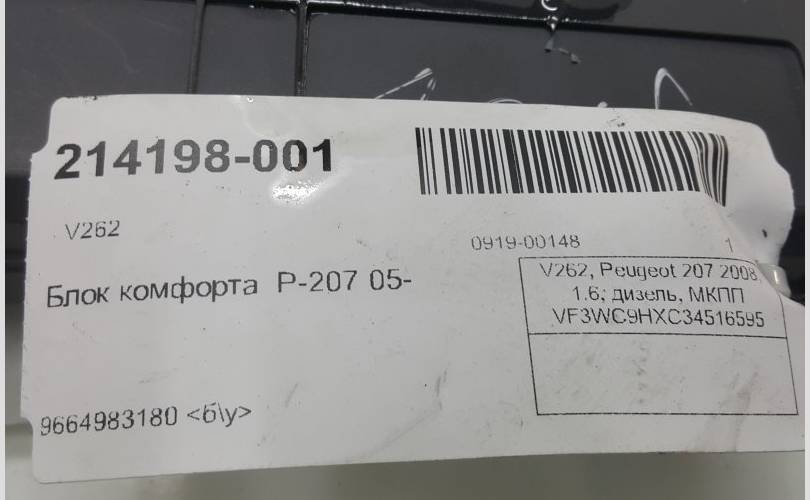 214198-001
V262
0919-00148 1
Блок комфорта P-207 05-
V262, Peugeot 207 2008,
1.6; дизель, МКПП
VF3WC9HXC34516595
9664983180 <б\у>